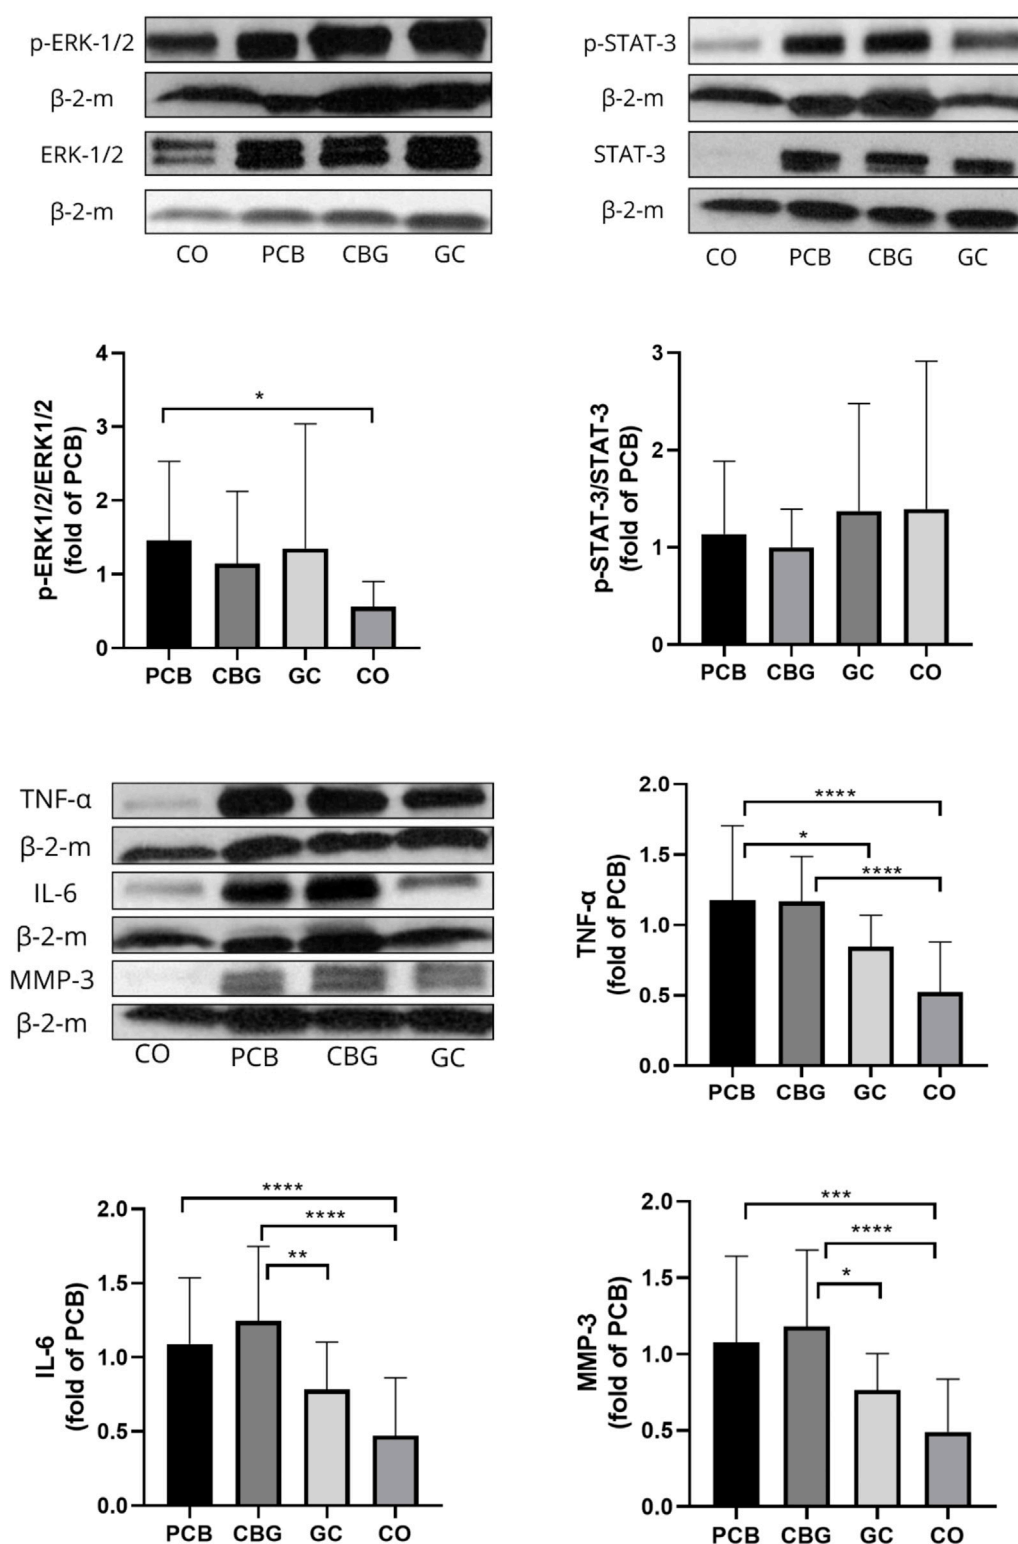 p-ERK-1/2
β-2-m
ERK-1/2
β-2-m
CO PCB CBG GC
p-STAT-3
β-2-m
STAT-3
β-2-m
CO PCB CBG GC
p-ERK1/2/ERK1/2
(fold of PCB)
4
3
2
1
0
*
PCB CBG GC CO
p-STAT-3/STAT-3
(fold of PCB)
3
2
1
0
PCB CBG GC CO
TNF-α
β-2-m
IL-6
β-2-m
MMP-3
β-2-m
CO PCB CBG GC
TNF-α
(fold of PCB)
2.0
1.5
1.0
0.5
0.0
****
*
****
PCB CBG GC CO
IL-6
(fold of PCB)
2.0
1.5
1.0
0.5
0.0
****
****
**
PCB CBG GC CO
MMP-3
(fold of PCB)
2.0
1.5
1.0
0.5
0.0
***
****
*
PCB CBG GC CO